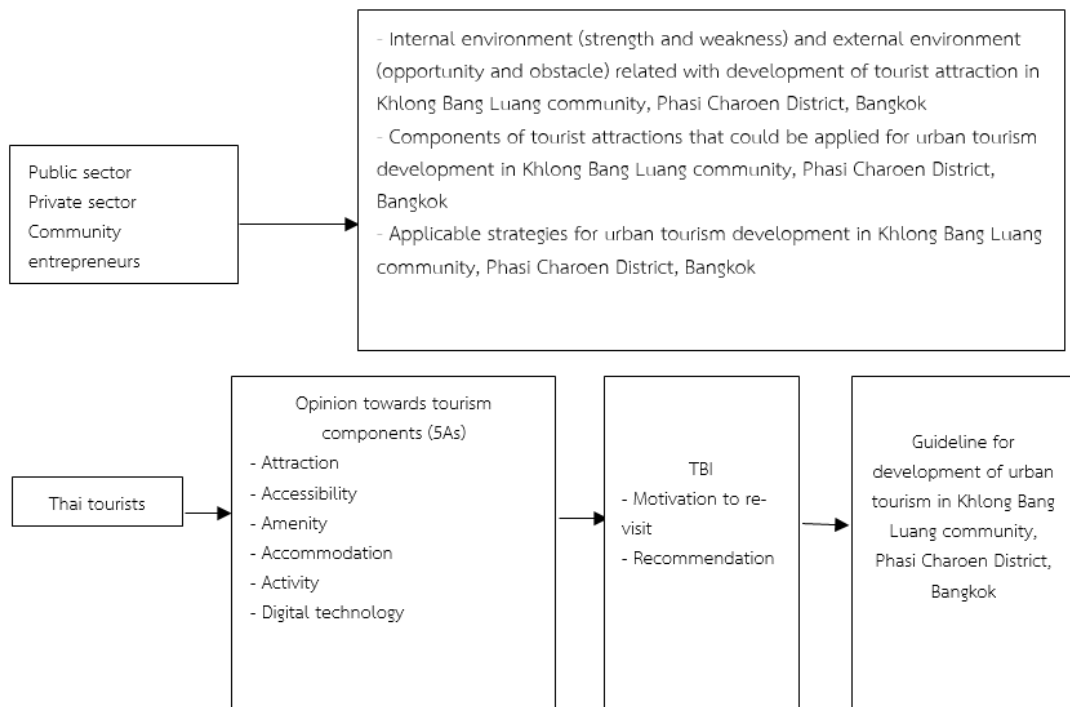 Public sector
Private sector
Community
entrepreneurs
- Internal environment (strength and weakness) and external environment
(opportunity and obstacle) related with development of tourist attraction in
Khlong Bang Luang community, Phasi Charoen District, Bangkok
- Components of tourist attractions that could be applied for urban tourism
development in Khlong Bang Luang community, Phasi Charoen District,
Bangkok
- Applicable strategies for urban tourism development in Khlong Bang Luang
community, Phasi Charoen District, Bangkok
Thai tourists
Opinion towards tourism
components (5As)
- Attraction
- Accessibility
- Amenity
- Accommodation
- Activity
- Digital technology
TBI
- Motivation to re-
visit
- Recommendation
Guideline for
development of urban
tourism in Khlong Bang
Luang community,
Phasi Charoen District,
Bangkok